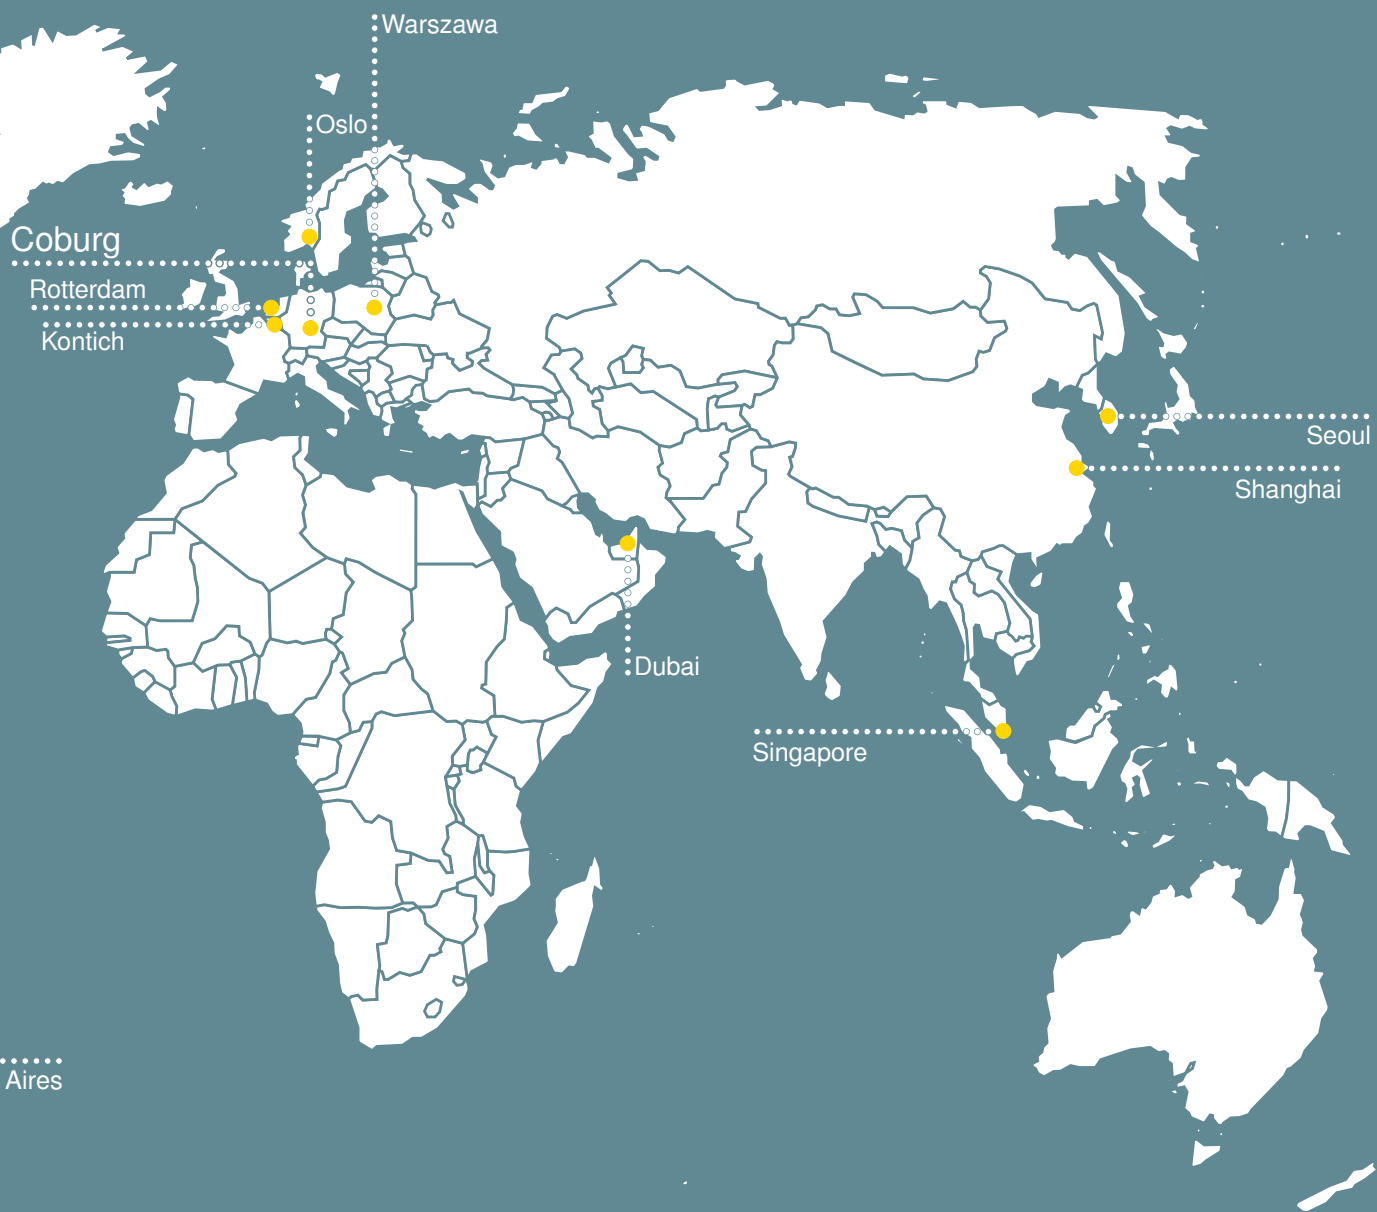 Warszawa
Oslo
Coburg
Rotterdam
Kontich
Seoul
Shanghai
Dubai
Singapore
Aires